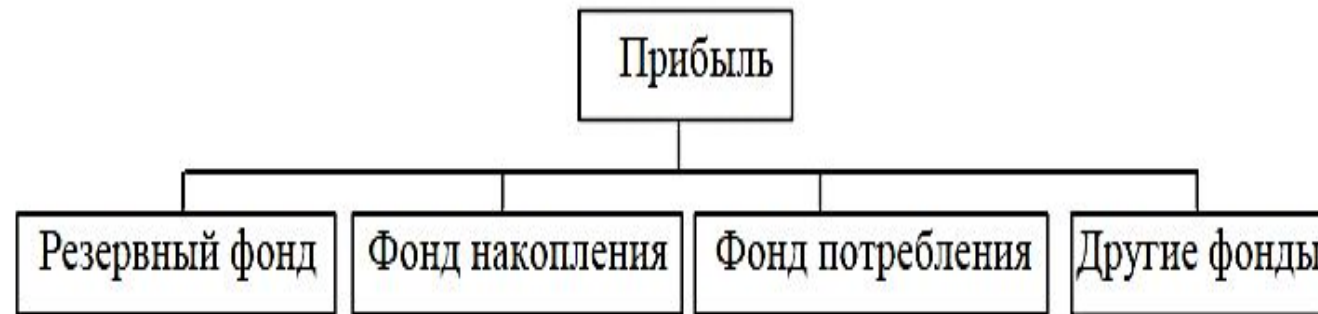 Прибыль
Резервный фонд
Фонд накопления
Фонд потребления
Другие фонды